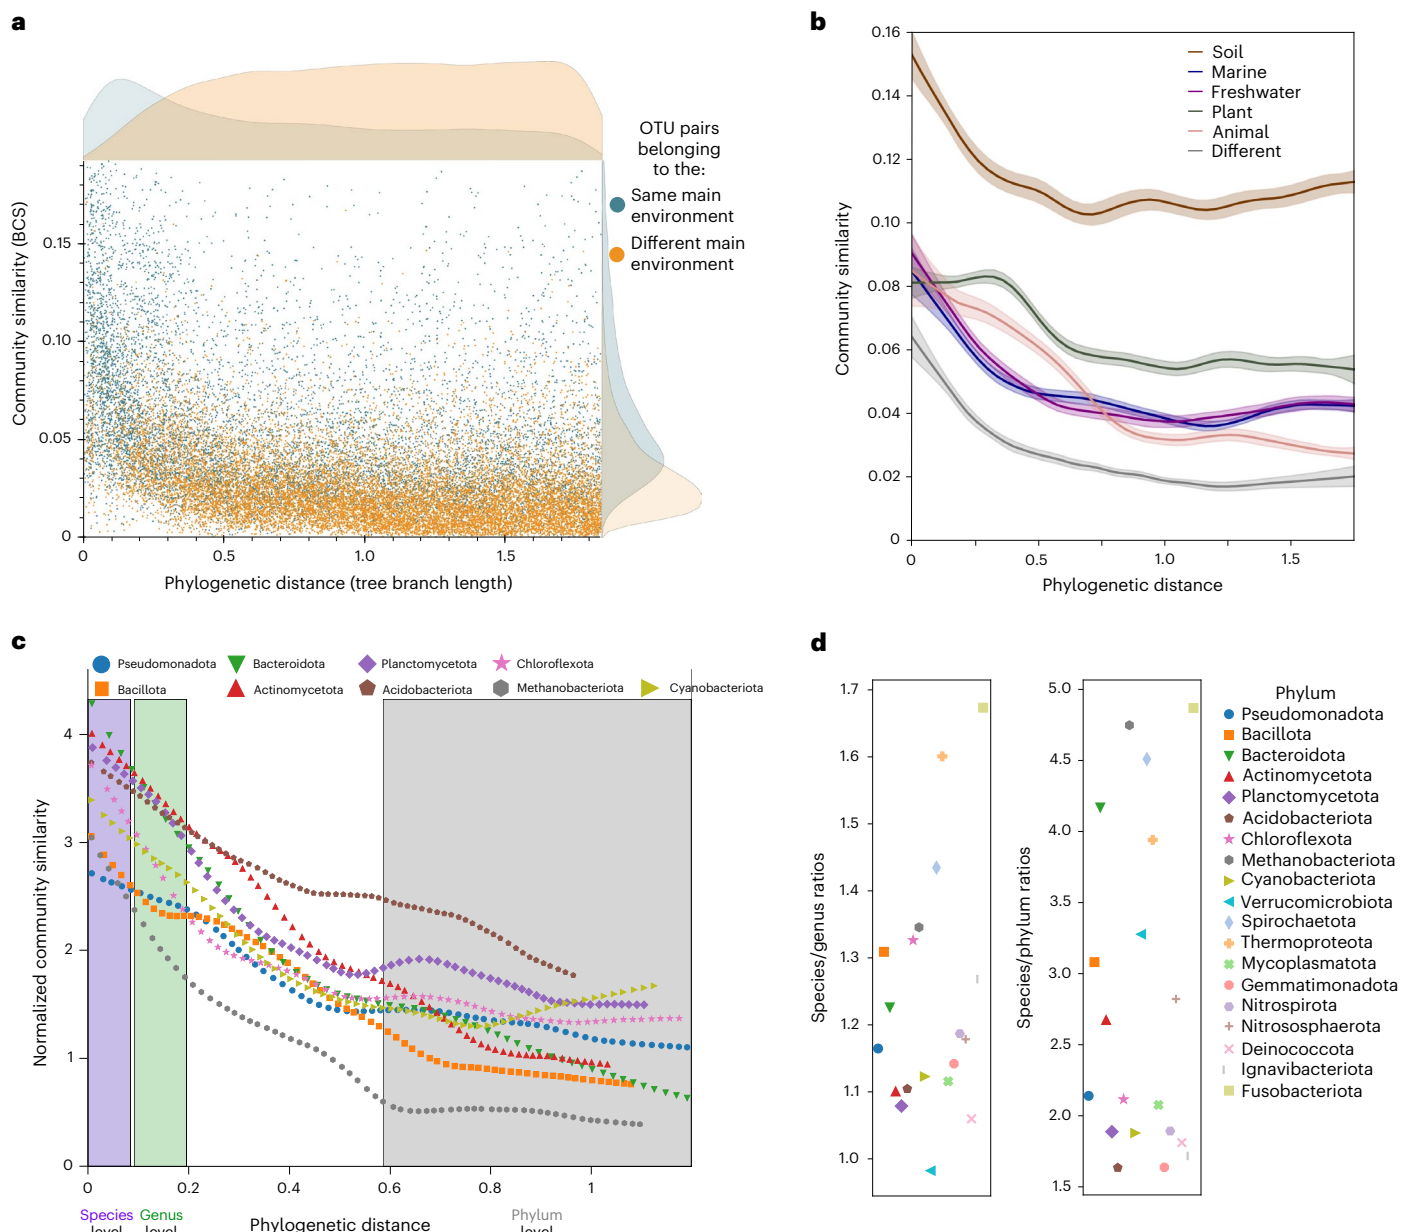 a
OTU pairs
belonging
to the:
Same main
environment
Different main
environment
Community similarity (BCS)
0.15
0.10
0.05
0
0
0.5
1.0
1.5
Phylogenetic distance (tree branch length)
b
0.16
0.14
0.12
0.10
0.08
0.06
0.04
0.02
0
Community similarity
Soil
Marine
Freshwater
Plant
Animal
Different
0
0.5
1.0
1.5
Phylogenetic distance
c
Pseudomonadota
Bacteroidota
Planctomycetota
Chloroflexota
Bacillota
Actinomycetota
Acidobacteriota
Methanobacteriota
Cyanobacteriota
Normalized community similarity
4
3
2
1
0
0
0.2
0.4
0.6
0.8
1
Species
level
Genus
level
Phylogenetic distance
Phylum
level
d
Species/genus ratios
1.7
1.6
1.5
1.4
1.3
1.2
1.1
1.0
Species/phylum ratios
5.0
4.5
4.0
3.5
3.0
2.5
2.0
1.5
Phylum
Pseudomonadota
Bacillota
Bacteroidota
Actinomycetota
Planctomycetota
Acidobacteriota
Chloroflexota
Methanobacteriota
Cyanobacteriota
Verrucomicrobiota
Spirochaetota
Thermoproteota
Mycoplasmatota
Gemmatimonadota
Nitrospirota
Nitrososphaerota
Deinococcota
Ignavibacteriota
Fusobacteriota